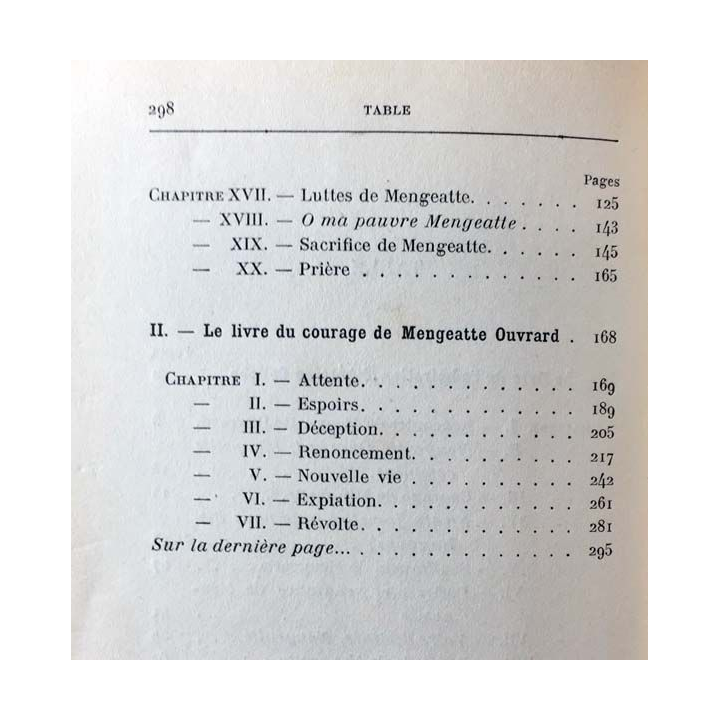 298 TABLE
Pages
CHAPITRE XVII. — Luttes de Mengeatte. . . . . . . 125
— XVIII. — O ma pauvre Mengeatte . . . . 143
— XIX. — Sacrifice de Mengeatte. . . . . . 145
— XX. — Prière . . . . . . . . . . . . 165
II. — Le livre du courage de Mengeatte Ouvrard . 168
CHAPITRE I. — Attente. . . . . . . . . . . . 169
— II. — Espoirs. . . . . . . . . . . . 189
— III. — Déception. . . . . . . . . . . 205
— IV. — Renoncement. . . . . . . . . 217
— V. — Nouvelle vie . . . . . . . . . 242
— VI. — Expiation. . . . . . . . . . . 261
— VII. — Révolte. . . . . . . . . . . . 281
Sur la dernière page... . . . . . . . . . . . . 295